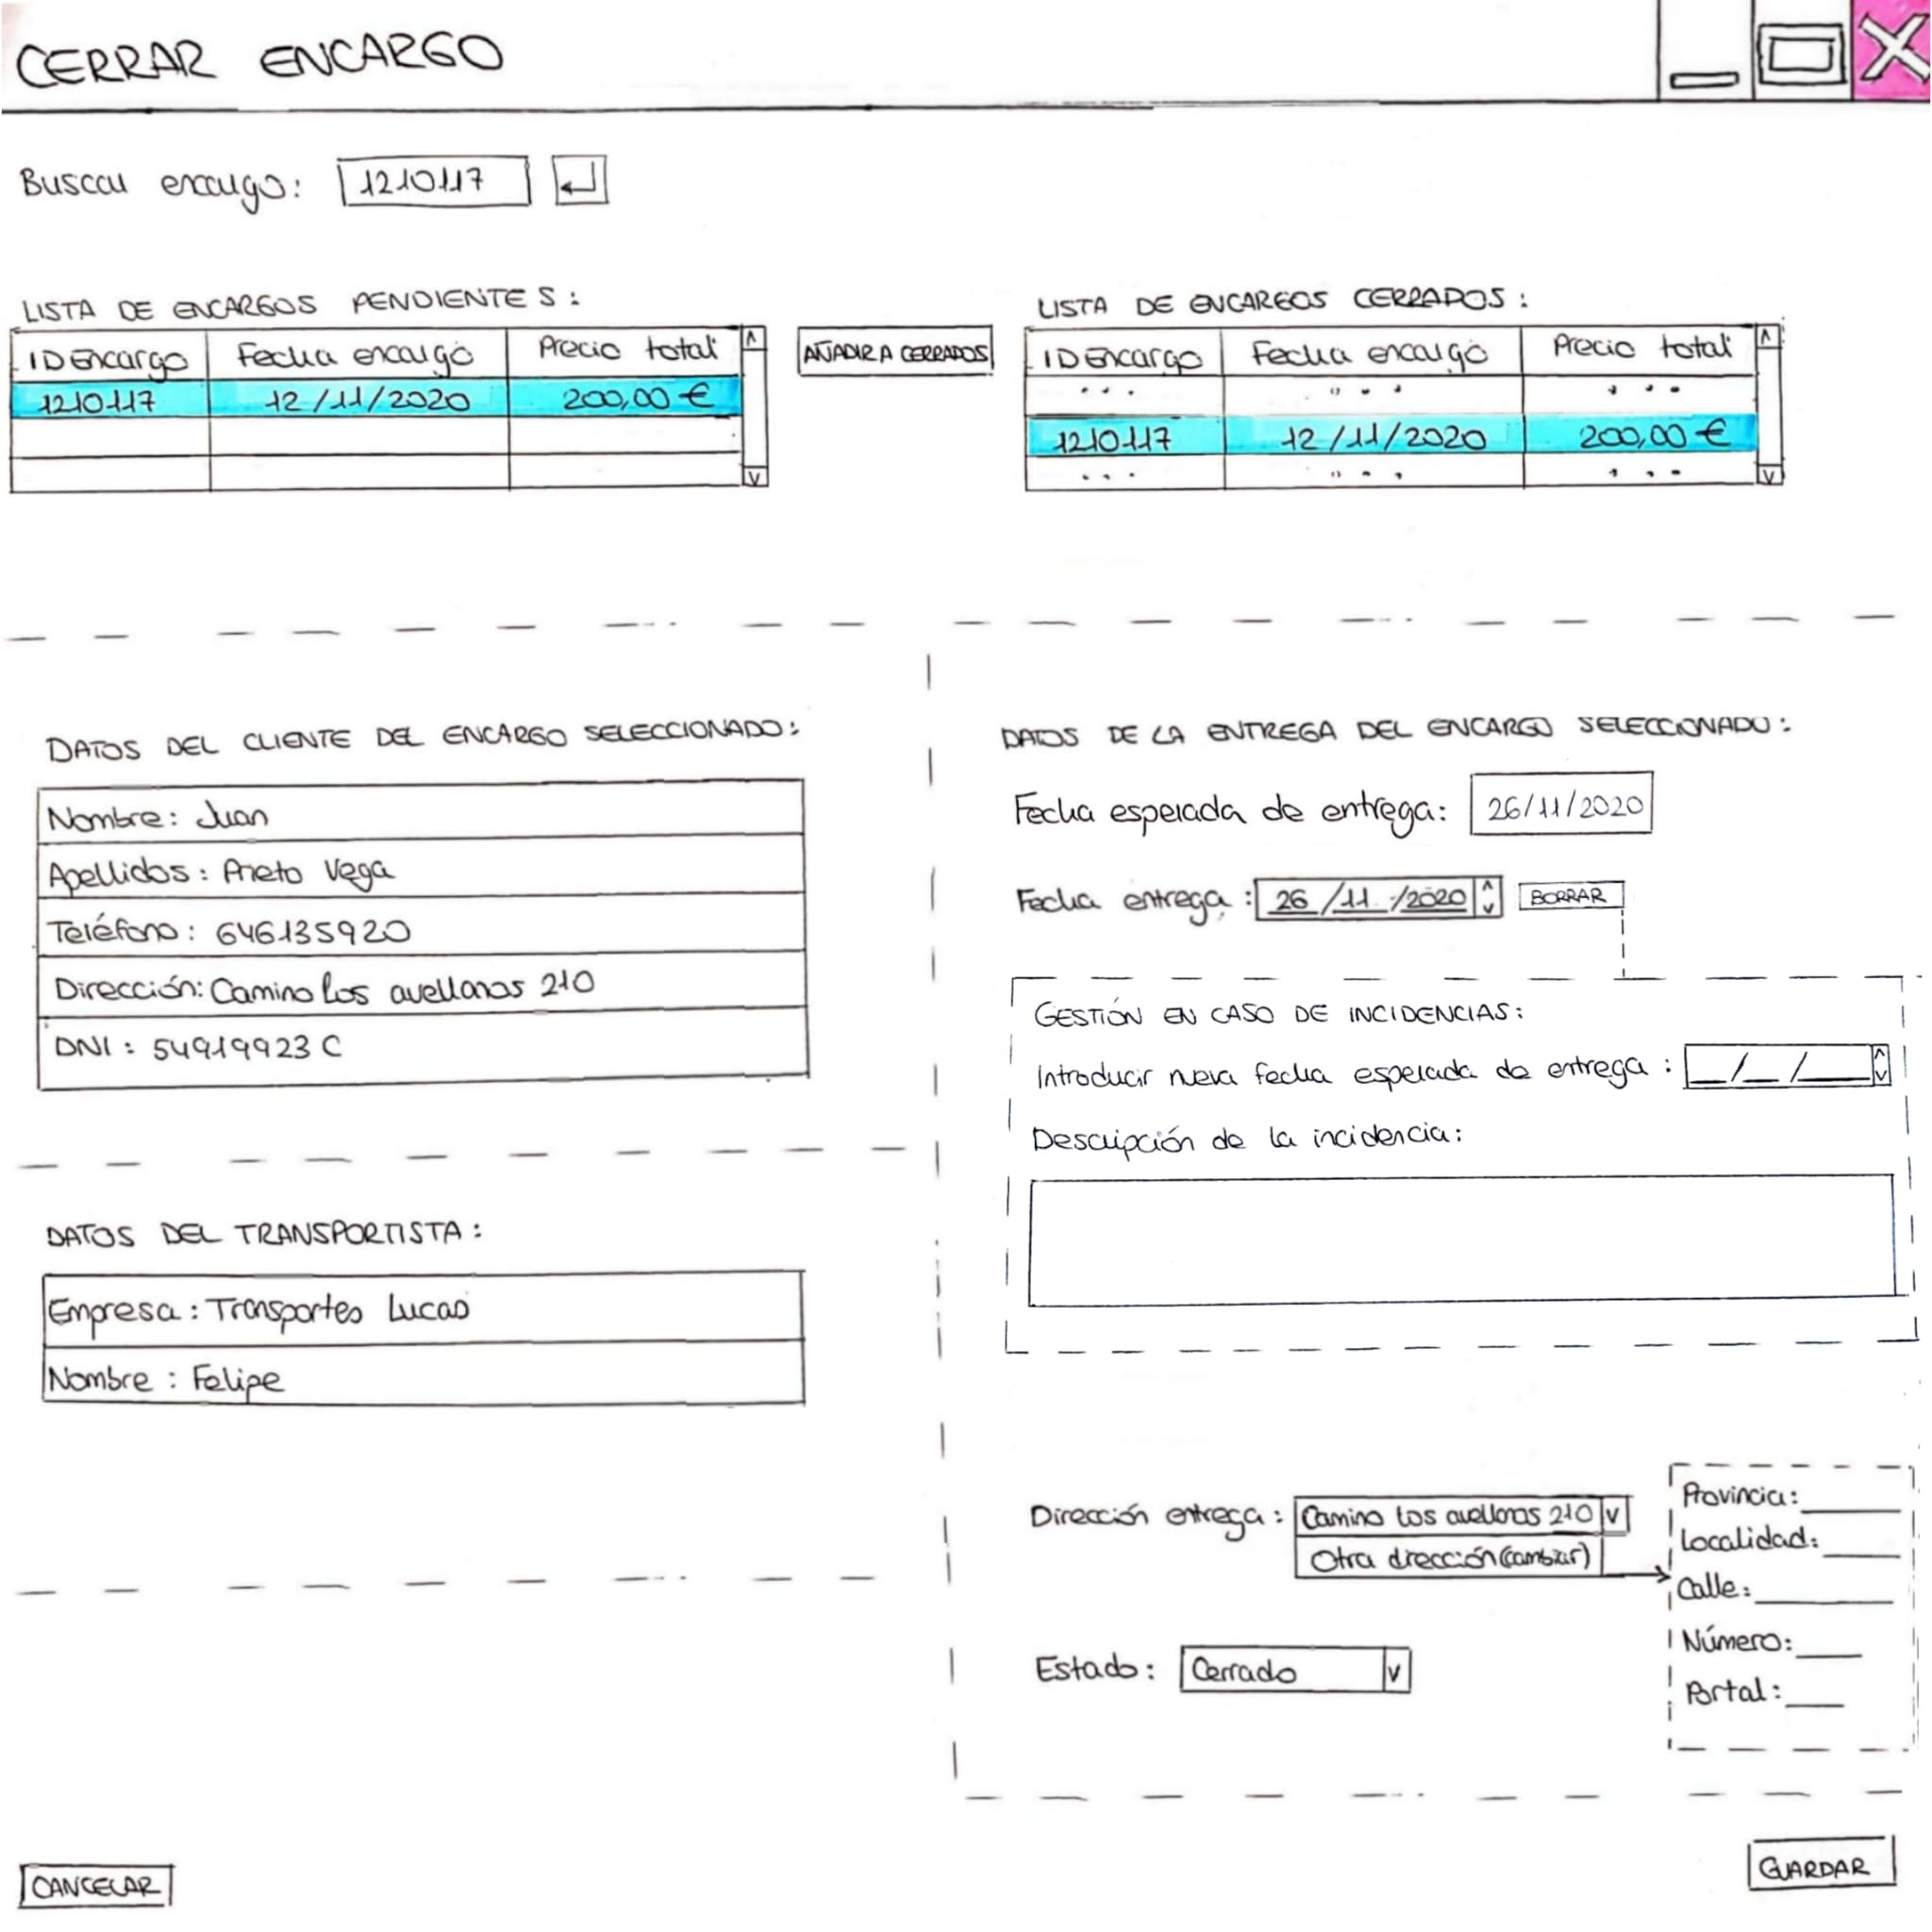 CERRAR ENCARGO
Buscar encargo: 1210117
LISTA DE ENCARGOS PENDIENTES:
ID Encargo Fecha encargo Precio total
1210117 12/11/2020 200,00 €
AÑADIR A CERRADOS
LISTA DE ENCARGOS CERRADOS:
ID Encargo Fecha encargo Precio total
... ... ...
1210117 12/11/2020 200,00 €
... ... ...
DATOS DEL CLIENTE DEL ENCARGO SELECCIONADO:
Nombre: Juan
Apellidos: Prieto Vega
Teléfono: 646135920
Dirección: Camino los avellanos 210
DNI: 54919923 C
DATOS DEL TRANSPORTISTA:
Empresa: Transportes Lucas
Nombre: Felipe
DATOS DE LA ENTREGA DEL ENCARGO SELECCIONADO:
Fecha esperada de entrega: 26/11/2020
Fecha entrega: 26/11/2020 BORRAR
GESTIÓN EN CASO DE INCIDENCIAS:
Introducir nueva fecha esperada de entrega: __/__/____
Descripción de la incidencia:
Dirección entrega: Camino los avellanos 210 v
Otra dirección (cambiar)
Provincia:
Localidad:
Calle:
Número:
Portal:
Estado: Cerrado v
CANCELAR
GUARDAR